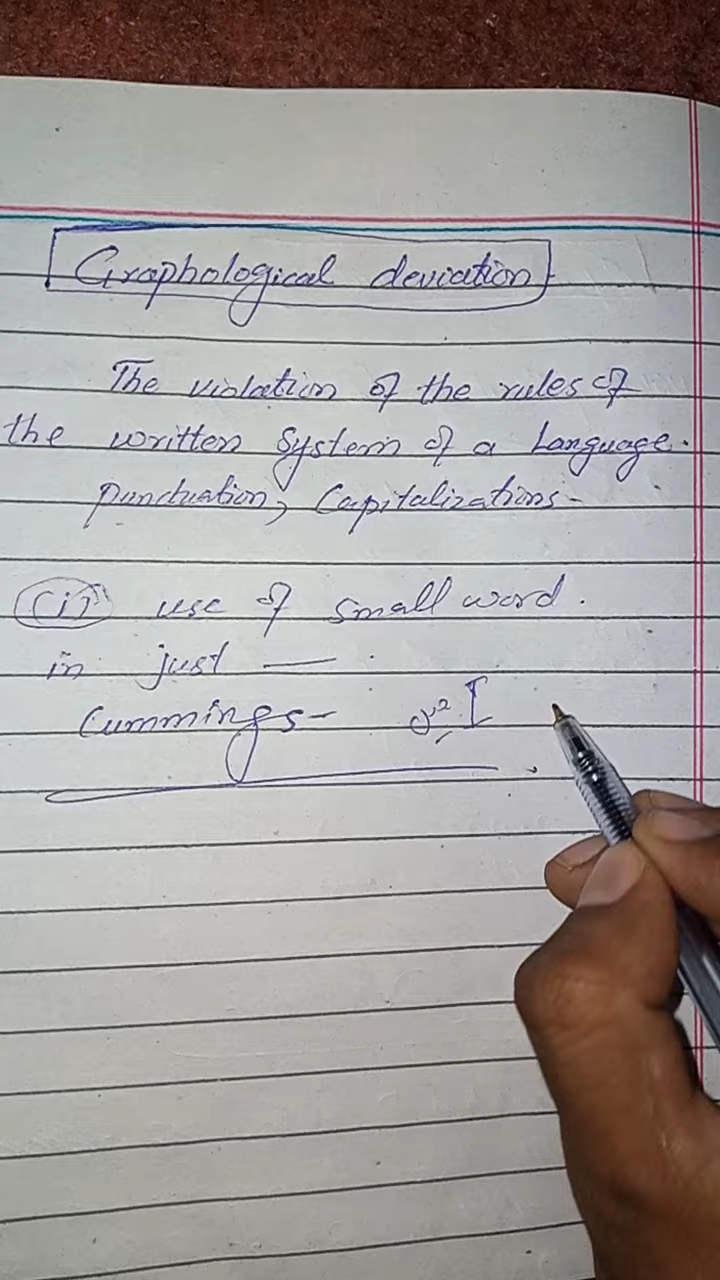 Graphological deviation
The violation of the rules of
the written system of a Language.
punctuation, Capitalizations-
(i) use of small word.
in just —
Cummings- I